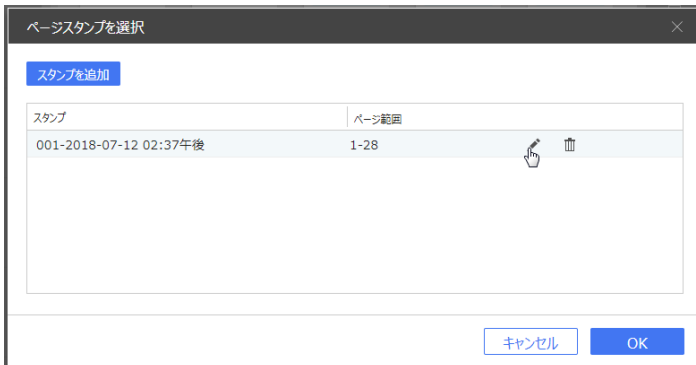 ページスタンプを選択
スタンプを追加
スタンプ ページ範囲
001-2018-07-12 02:37午後 1-28
キャンセル OK